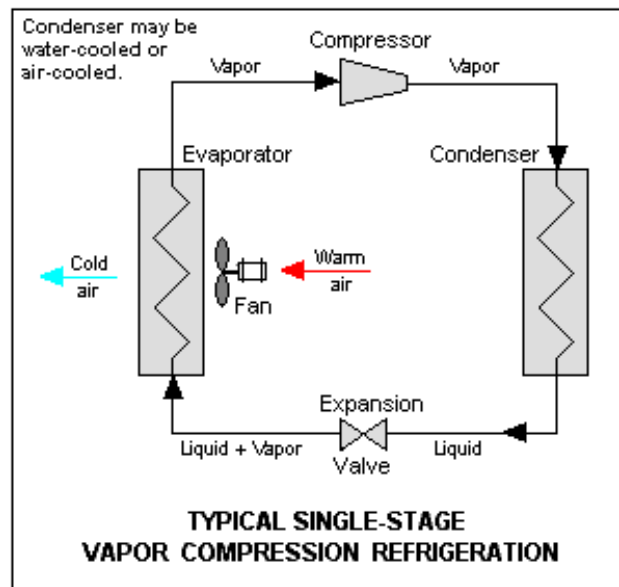 Condenser may be
water-cooled or
air-cooled.
Compressor
Vapor
Vapor
Evaporator
Condenser
Cold
air
Warm
air
Fan
Expansion
Valve
Liquid + Vapor
Liquid
TYPICAL SINGLE-STAGE
VAPOR COMPRESSION REFRIGERATION